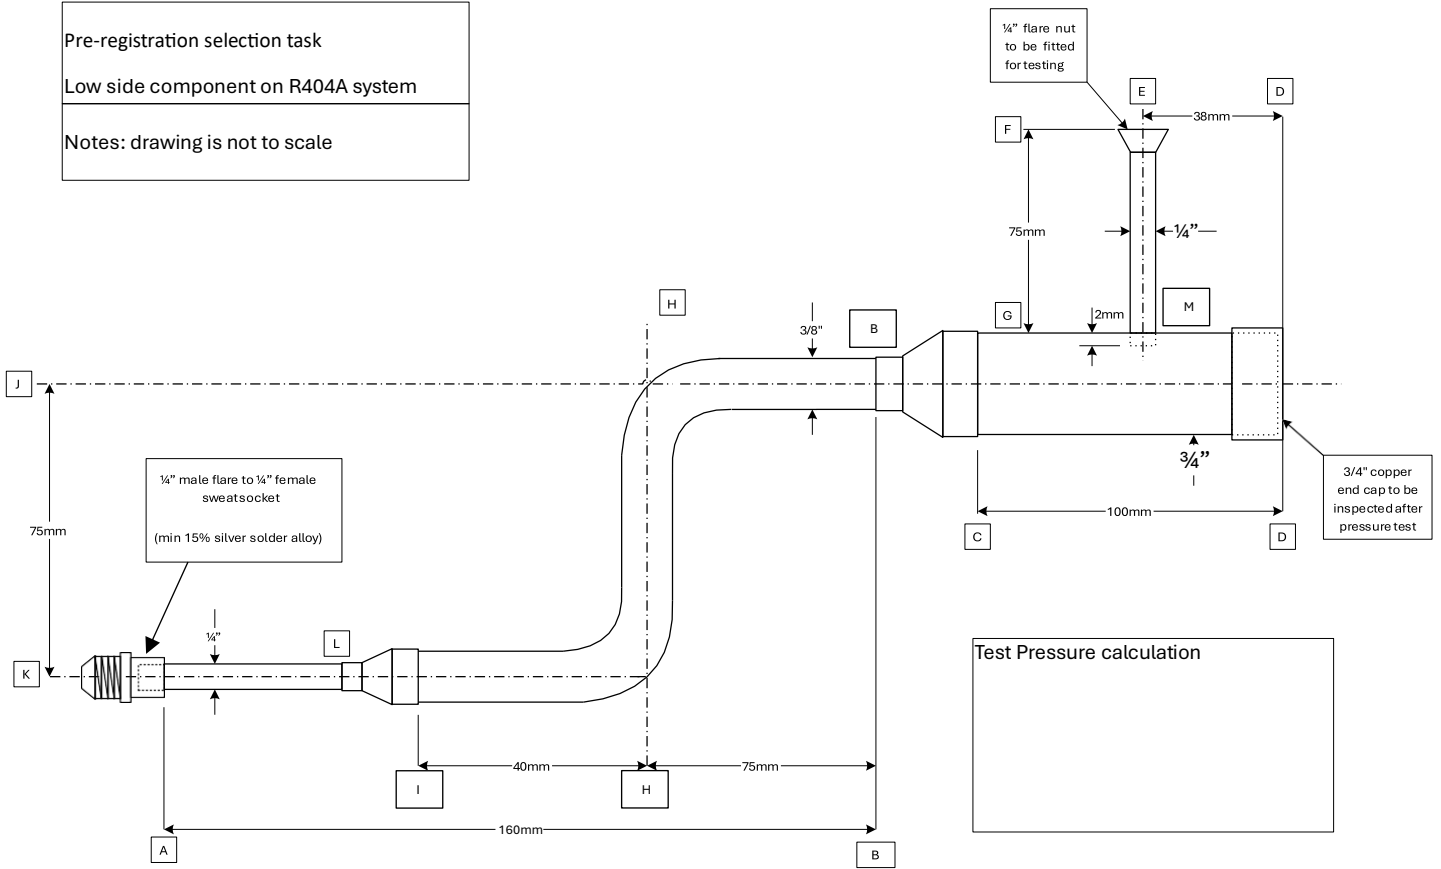 Pre-registration selection task
Low side component on R404A system
Notes: drawing is not to scale
¼” flare nut
to be fitted
for testing
E
D
38mm
F
75mm
¼”
H
G
2mm
M
3/8"
B
J
¾”
3/4" copper
end cap to be
inspected after
pressure test
¼” male flare to ¼” female
sweat socket
(min 15% silver solder alloy)
100mm
C
D
75mm
¼”
L
K
Test Pressure calculation
40mm
75mm
I
H
160mm
A
B